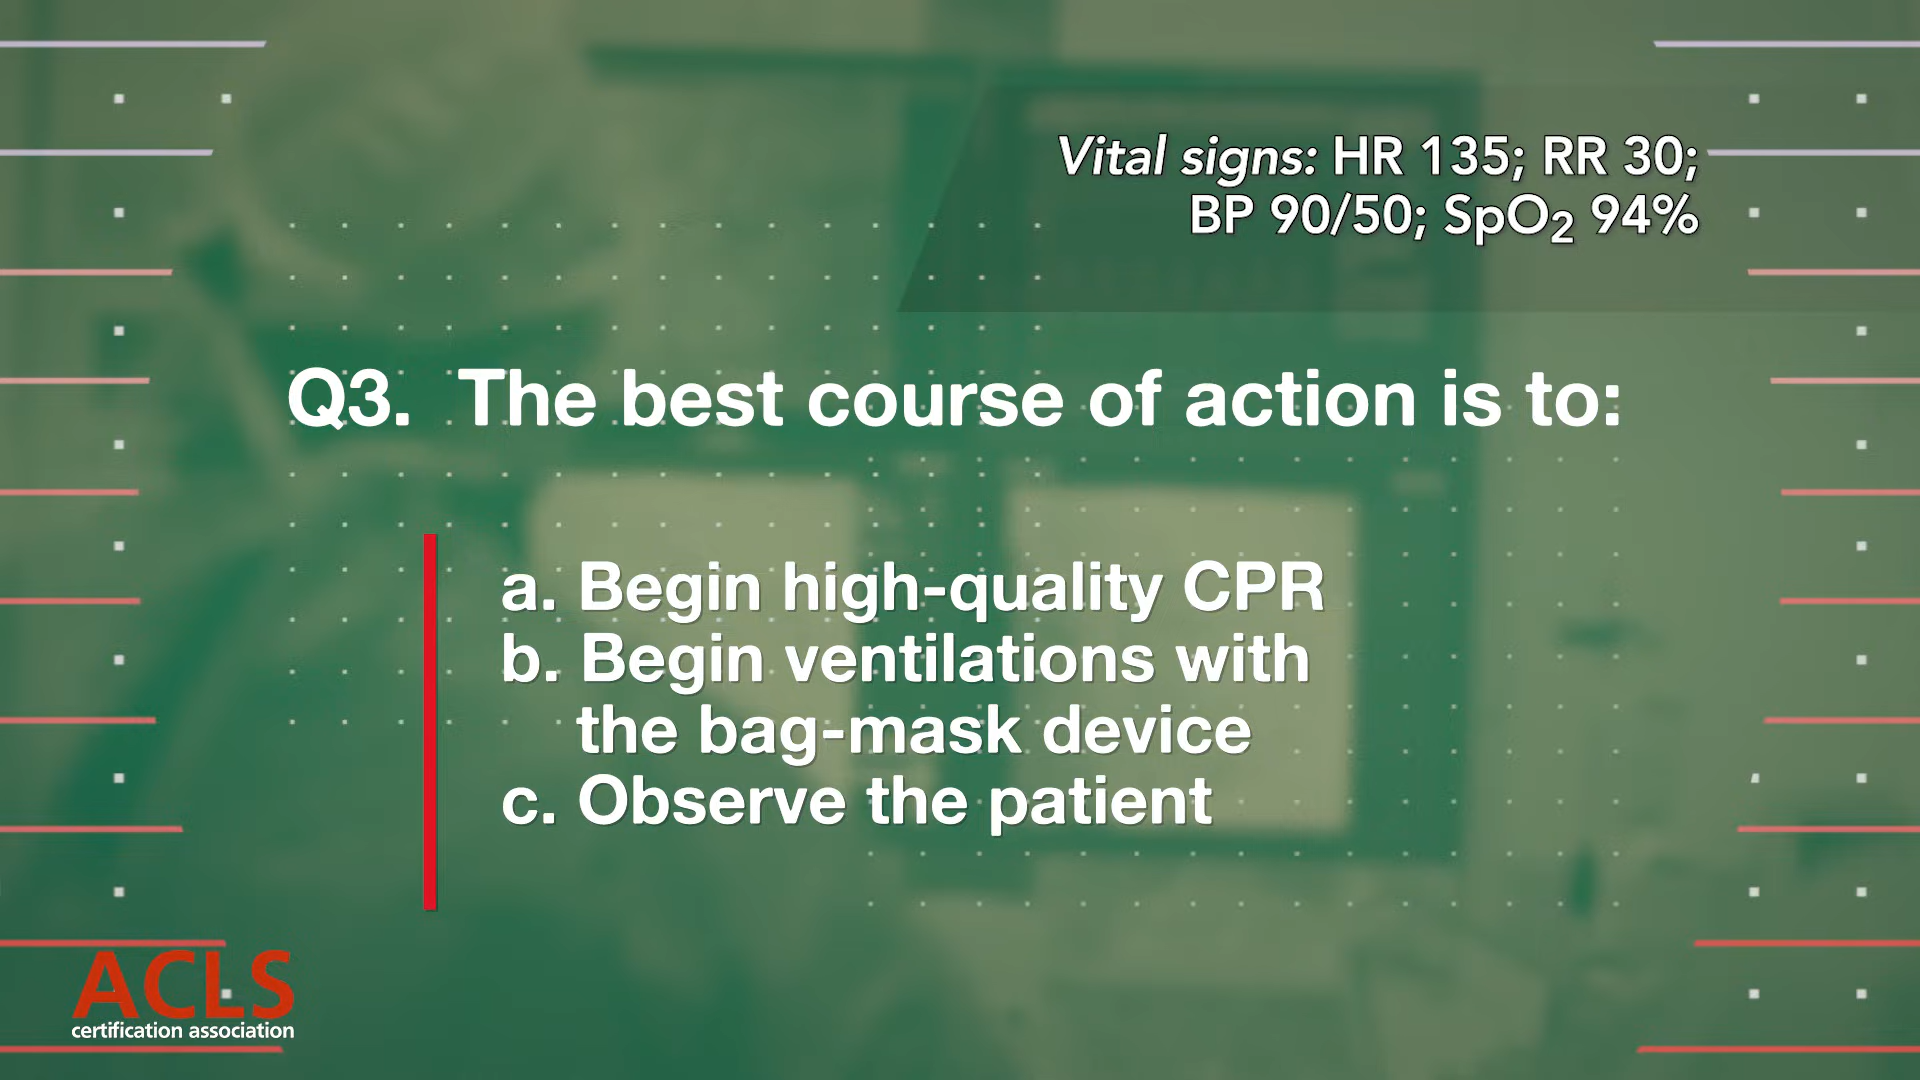 Vital signs: HR 135; RR 30;
BP 90/50; SpO₂ 94%
Q3. The best course of action is to:
a. Begin high-quality CPR
b. Begin ventilations with
the bag-mask device
c. Observe the patient
ACLS
certification association